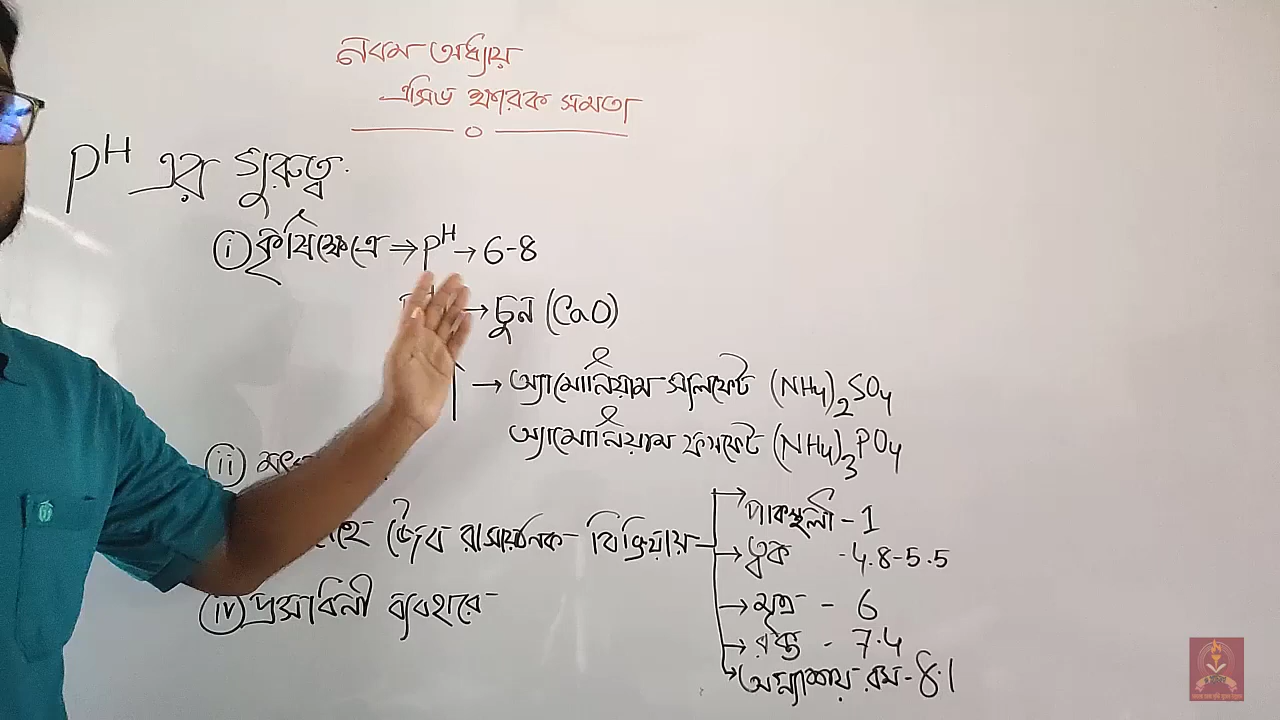 নবম অধ্যায়
এসিড ক্ষারক সমতা
PH এর গুরুত্ব
(i) কৃষিক্ষেত্রে ⇒ PH → 6-8
→ চুন (CaO)
→ অ্যামোনিয়াম সালফেট (NH4)2SO4
অ্যামোনিয়াম ফসফেট (NH4)3PO4
(ii)
জৈব রাসায়নিক বিক্রিয়ায়
→ পাকস্থলী - 1
→ ত্বক - 4.8-5.5
→ মূত্র - 6
→ রক্ত - 7.4
→ অগ্ন্যাশয় রস - 8.1
(iv) প্রসাধনী ব্যবহারে